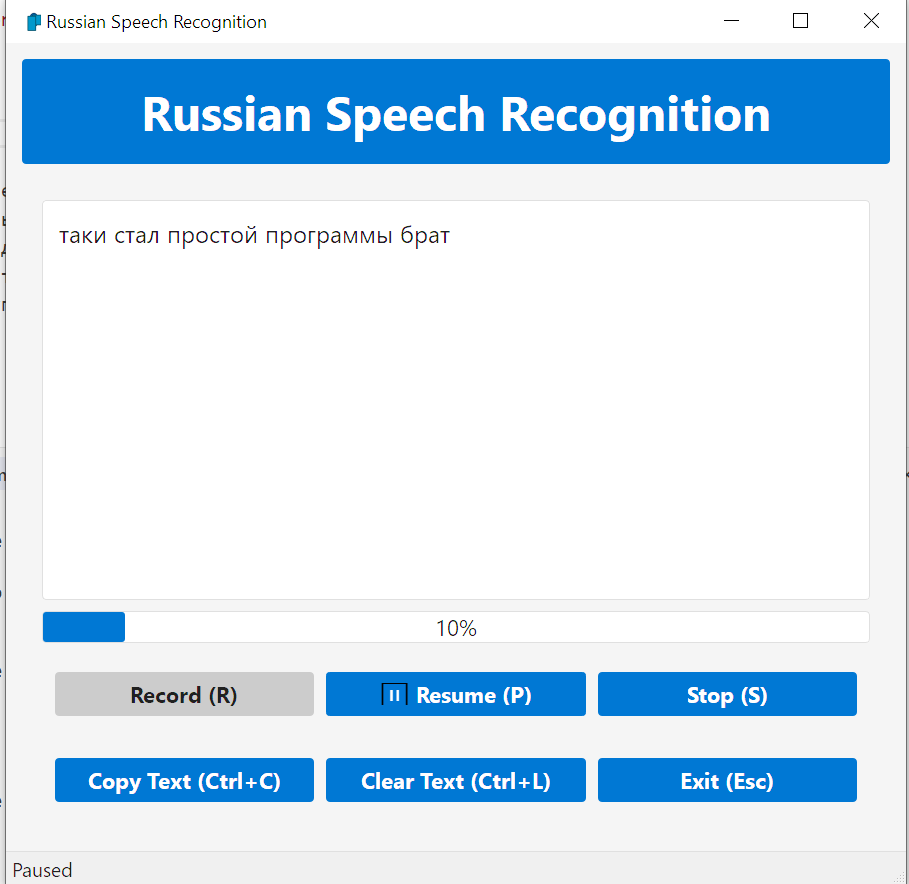 Russian Speech Recognition
Russian Speech Recognition
таки стал простой программы брат
10%
Record (R)
Resume (P)
Stop (S)
Copy Text (Ctrl+C)
Clear Text (Ctrl+L)
Exit (Esc)
Paused